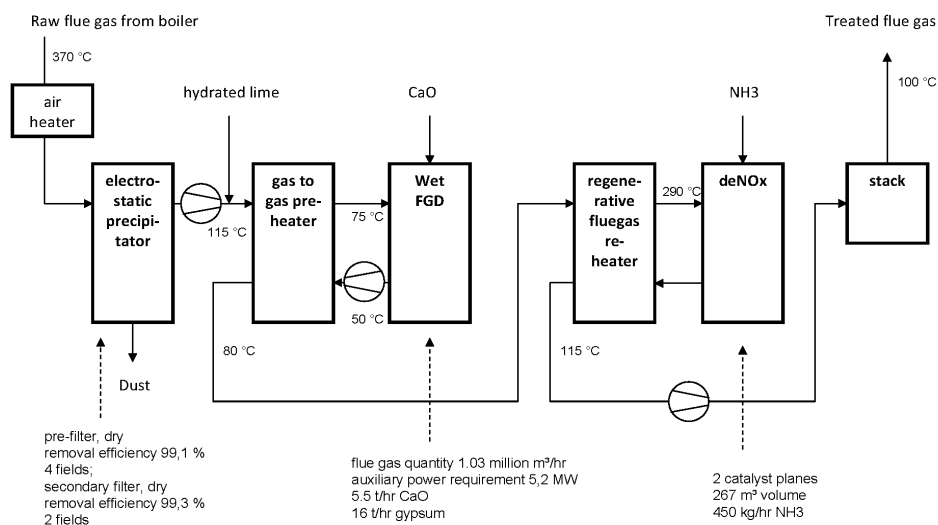 Raw flue gas from boiler
Treated flue gas
370 °C
100 °C
air
heater
hydrated lime
CaO
NH3
electro-
static
precipi-
tator
gas to
gas pre-
heater
Wet
FGD
regene-
rative
fluegas
re-
heater
deNOx
stack
115 °C
75 °C
290 °C
50 °C
80 °C
115 °C
Dust
pre-filter, dry
removal efficiency 99,1 %
4 fields;
secondary filter, dry
removal efficiency 99,3 %
2 fields
flue gas quantity 1.03 million m³/hr
auxiliary power requirement 5,2 MW
5.5 t/hr CaO
16 t/hr gypsum
2 catalyst planes
267 m³ volume
450 kg/hr NH3